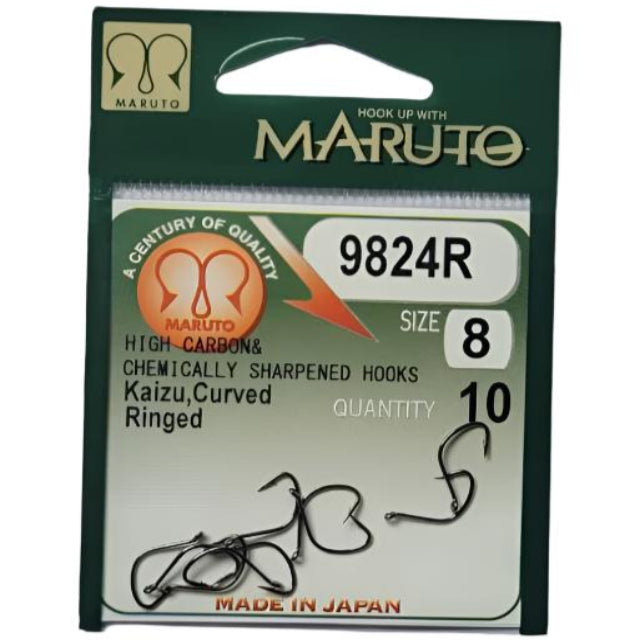 MARUTO
HOOK UP WITH
MARUTO
A CENTURY OF QUALITY
MARUTO
9824R
SIZE 8
HIGH CARBON&
CHEMICALLY SHARPENED HOOKS
Kaizu,Curved
Ringed
QUANTITY 10
MADE IN JAPAN